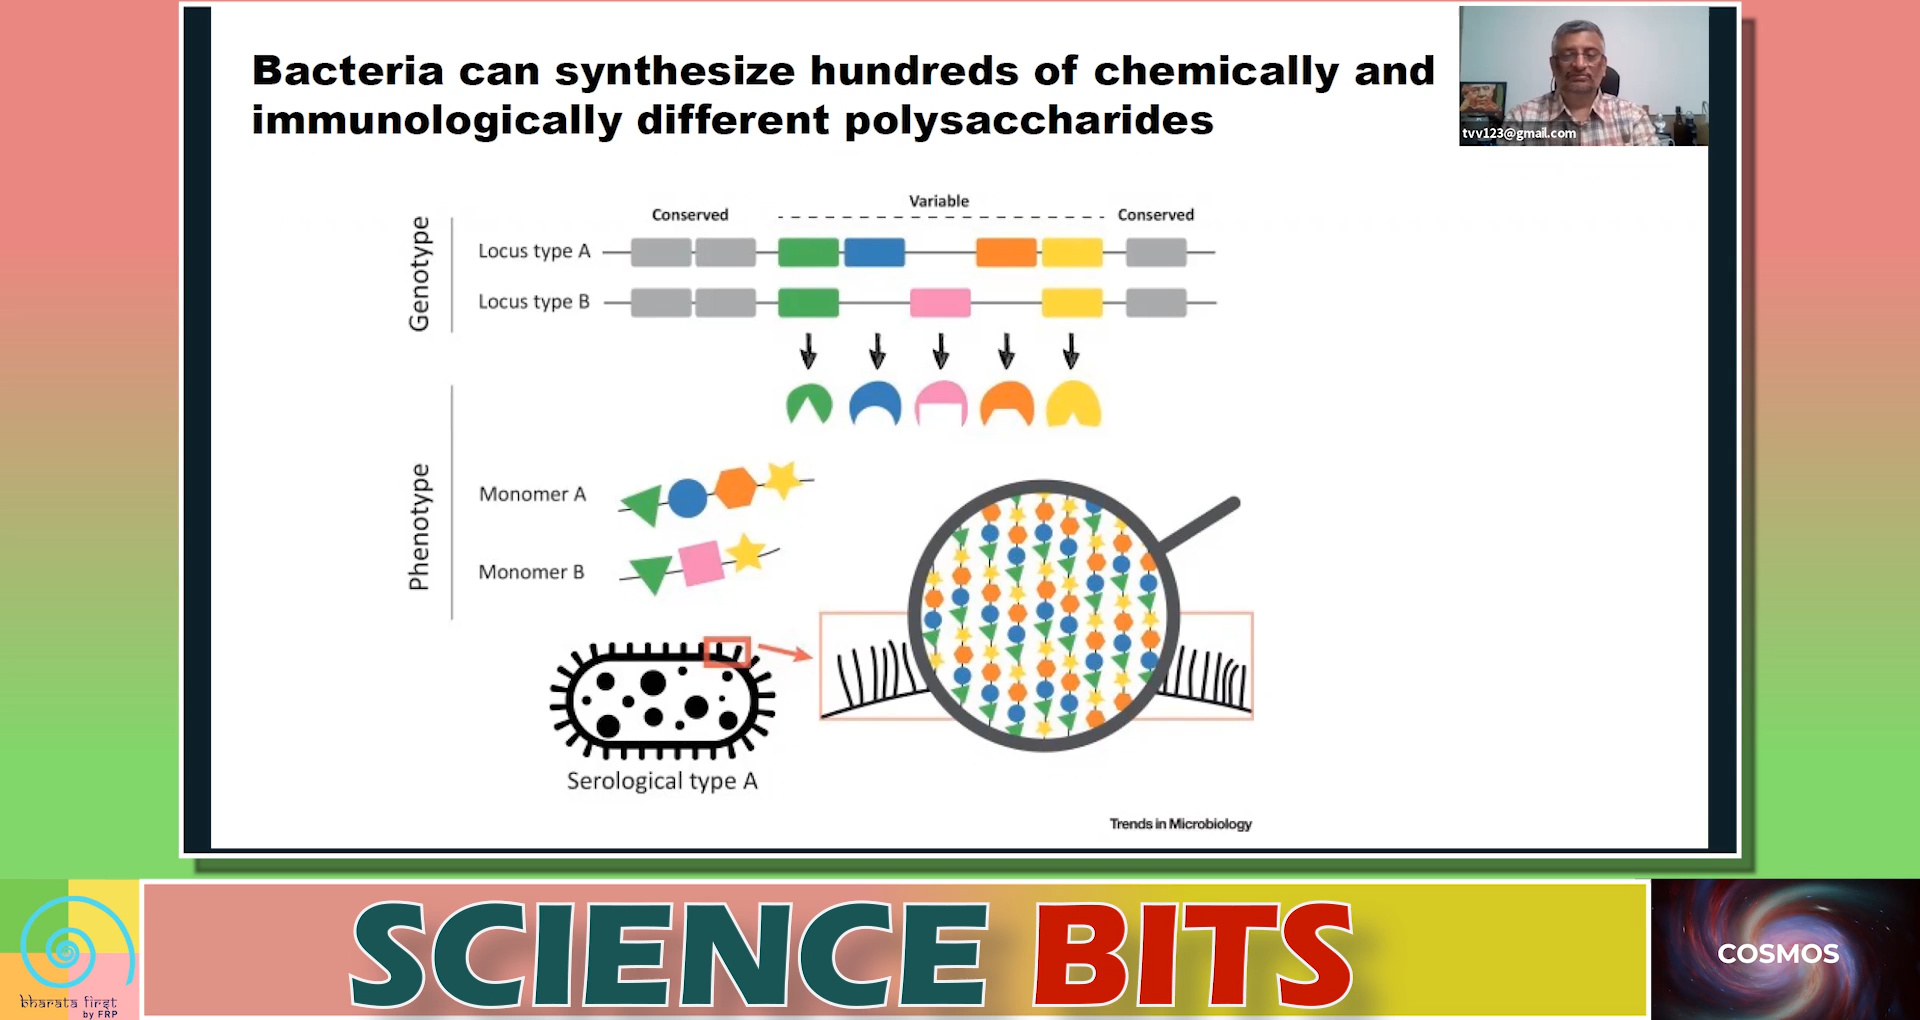 Bacteria can synthesize hundreds of chemically and
immunologically different polysaccharides
tvv123@gmail.com
Genotype
Conserved
Variable
Conserved
Locus type A
Locus type B
Phenotype
Monomer A
Monomer B
Serological type A
Trends in Microbiology
bharata first
by FRP
SCIENCE BITS
COSMOS